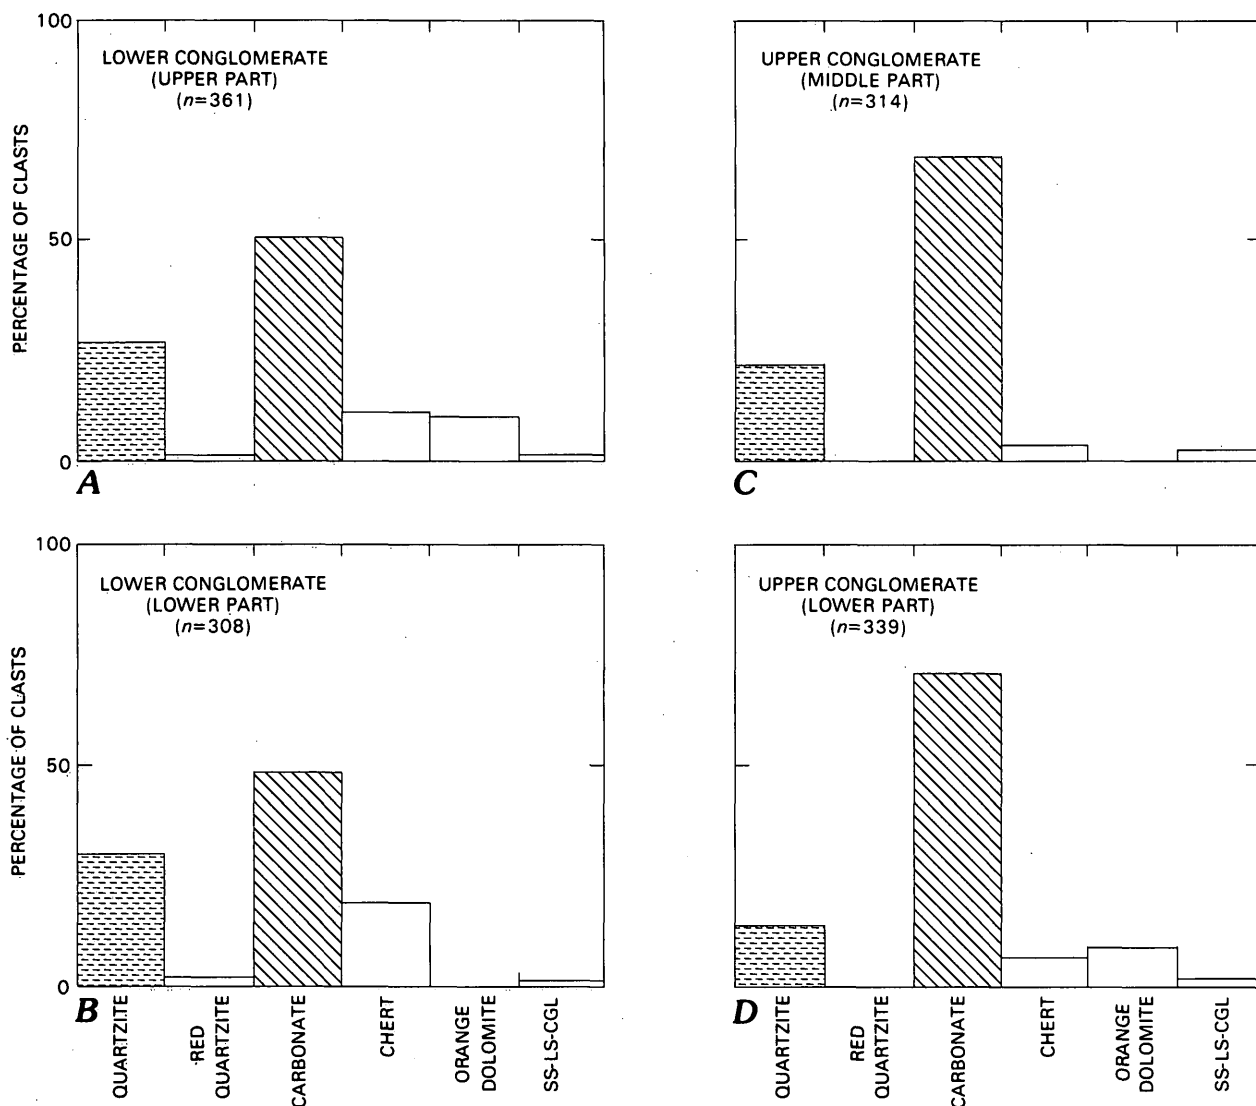 100
LOWER CONGLOMERATE
(UPPER PART)
(n=361)
50
0
PERCENTAGE OF CLASTS
A
UPPER CONGLOMERATE
(MIDDLE PART)
(n=314)
C
100
LOWER CONGLOMERATE
(LOWER PART)
(n=308)
50
0
PERCENTAGE OF CLASTS
B
QUARTZITE
RED
QUARTZITE
CARBONATE
CHERT
ORANGE
DOLOMITE
SS-LS-CGL
UPPER CONGLOMERATE
(LOWER PART)
(n=339)
D
QUARTZITE
RED
QUARTZITE
CARBONATE
CHERT
ORANGE
DOLOMITE
SS-LS-CGL